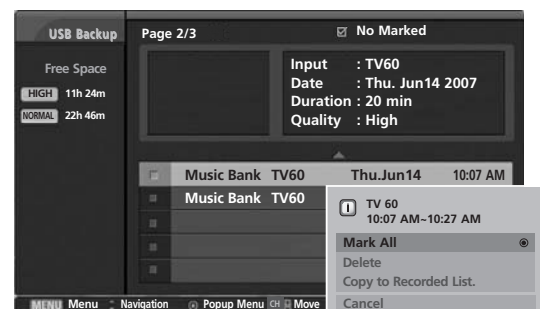 USB Backup
Page 2/3
No Marked
Free Space
HIGH 11h 24m
NORMAL 22h 46m
Input : TV60
Date : Thu. Jun14 2007
Duration : 20 min
Quality : High
Music Bank TV60 Thu.Jun14 10:07 AM
Music Bank TV60
TV 60
10:07 AM~10:27 AM
Mark All
Delete
Copy to Recorded List.
Cancel
MENU Menu Navigation Popup Menu CH Move